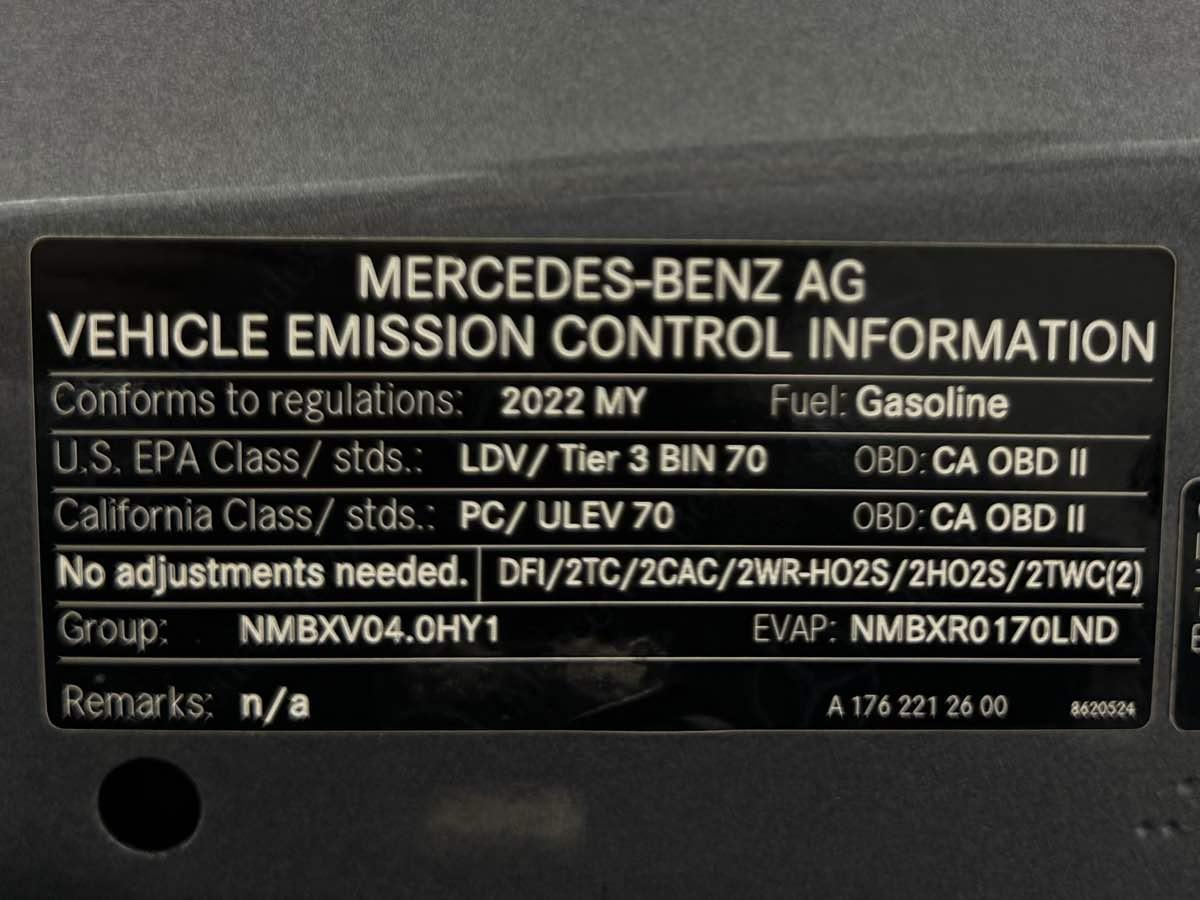 MERCEDES-BENZ AG
VEHICLE EMISSION CONTROL INFORMATION
Conforms to regulations: 2022 MY Fuel: Gasoline
U.S. EPA Class/ stds.: LDV/ Tier 3 BIN 70 OBD: CA OBD II
California Class/ stds.: PC/ ULEV 70 OBD: CA OBD II
No adjustments needed. DFI/2TC/2CAC/2WR-HO2S/2HO2S/2TWC(2)
Group: NMBXV04.0HY1 EVAP: NMBXR0170LND
Remarks: n/a A 176 221 26 00 8620524